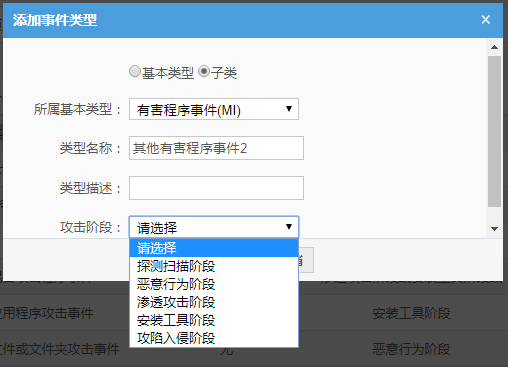 添加事件类型 ×
基本类型 子类
所属基本类型： 有害程序事件(MI)
类型名称： 其他有害程序事件2
类型描述：
攻击阶段： 请选择
请选择
探测扫描阶段
恶意行为阶段
渗透攻击阶段
安装工具阶段
攻陷入侵阶段
应用程序攻击事件 安装工具阶段
文件或文件夹攻击事件 无 恶意行为阶段